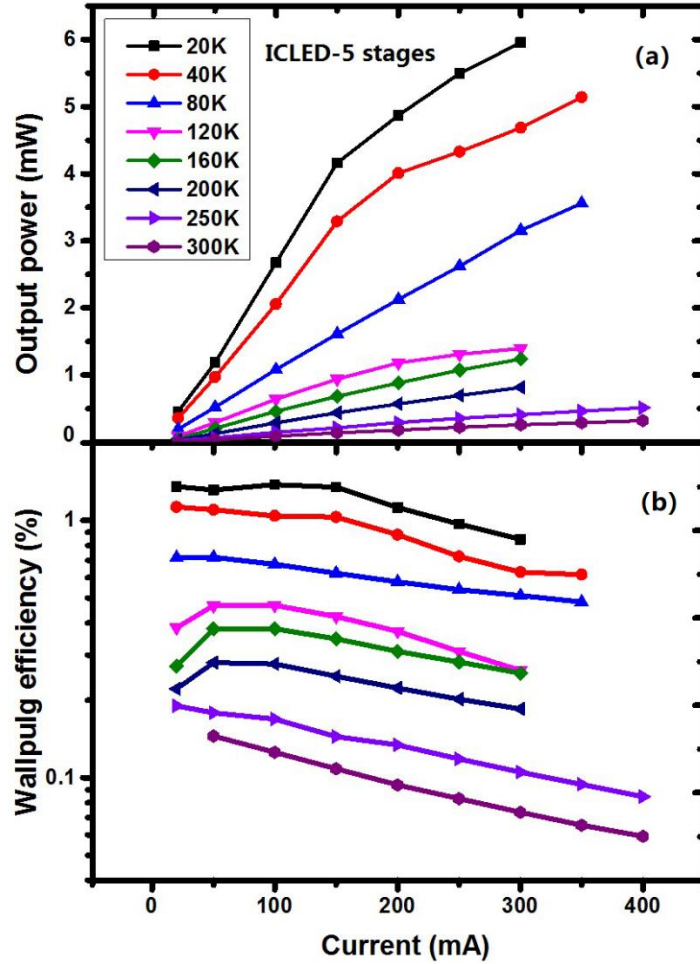 6
20K
ICLED-5 stages
(a)
40K
5
80K
120K
4
160K
200K
3
250K
300K
2
1
0
Output power (mW)
(b)
1
0.1
Wallpulg efficiency (%)
0 100 200 300 400
Current (mA)